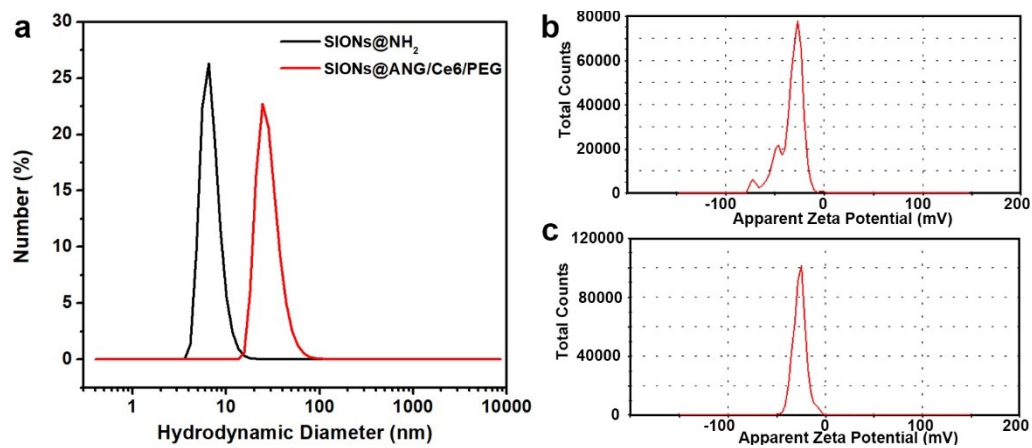 a
30
25
20
15
10
5
0
Number (%)
SIONs@NH2
SIONs@ANG/Ce6/PEG
1
10
100
1000
10000
Hydrodynamic Diameter (nm)
b
80000
60000
40000
20000
0
Total Counts
-100
0
100
200
Apparent Zeta Potential (mV)
c
120000
80000
40000
0
Total Counts
-100
0
100
200
Apparent Zeta Potential (mV)